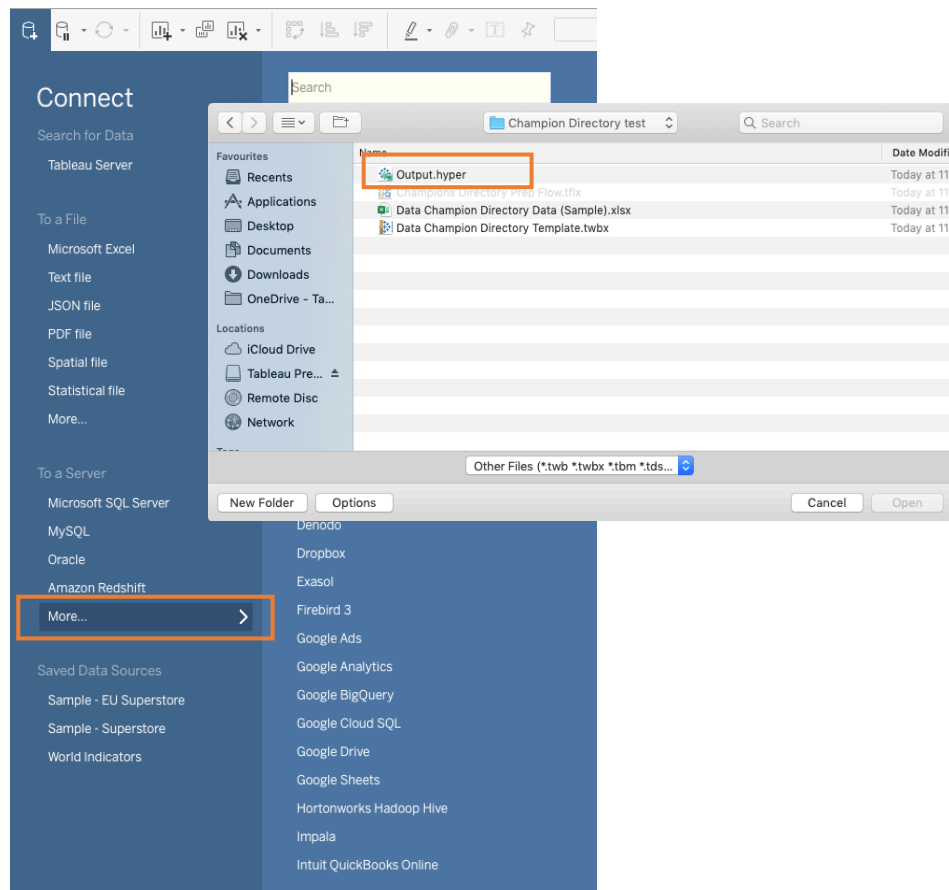 Connect
Search for Data
Tableau Server
To a File
Microsoft Excel
Text file
JSON file
PDF file
Spatial file
Statistical file
More...
To a Server
Microsoft SQL Server
MySQL
Oracle
Amazon Redshift
More...
Saved Data Sources
Sample - EU Superstore
Sample - Superstore
World Indicators
Search
Champion Directory test
Search
Favourites
Recents
Applications
Desktop
Documents
Downloads
OneDrive - Ta...
Locations
iCloud Drive
Tableau Pre...
Remote Disc
Network
Name
Date Modifi
Output.hyper
Today at 11
Champions Directory Prep Flow.tflx
Today at 11
Data Champion Directory Data (Sample).xlsx
Today at 11
Data Champion Directory Template.twbx
Today at 11
Other Files (*.twb *.twbx *.tbm *.tds...
New Folder
Options
Cancel
Open
Denodo
Dropbox
Exasol
Firebird 3
Google Ads
Google Analytics
Google BigQuery
Google Cloud SQL
Google Drive
Google Sheets
Hortonworks Hadoop Hive
Impala
Intuit QuickBooks Online